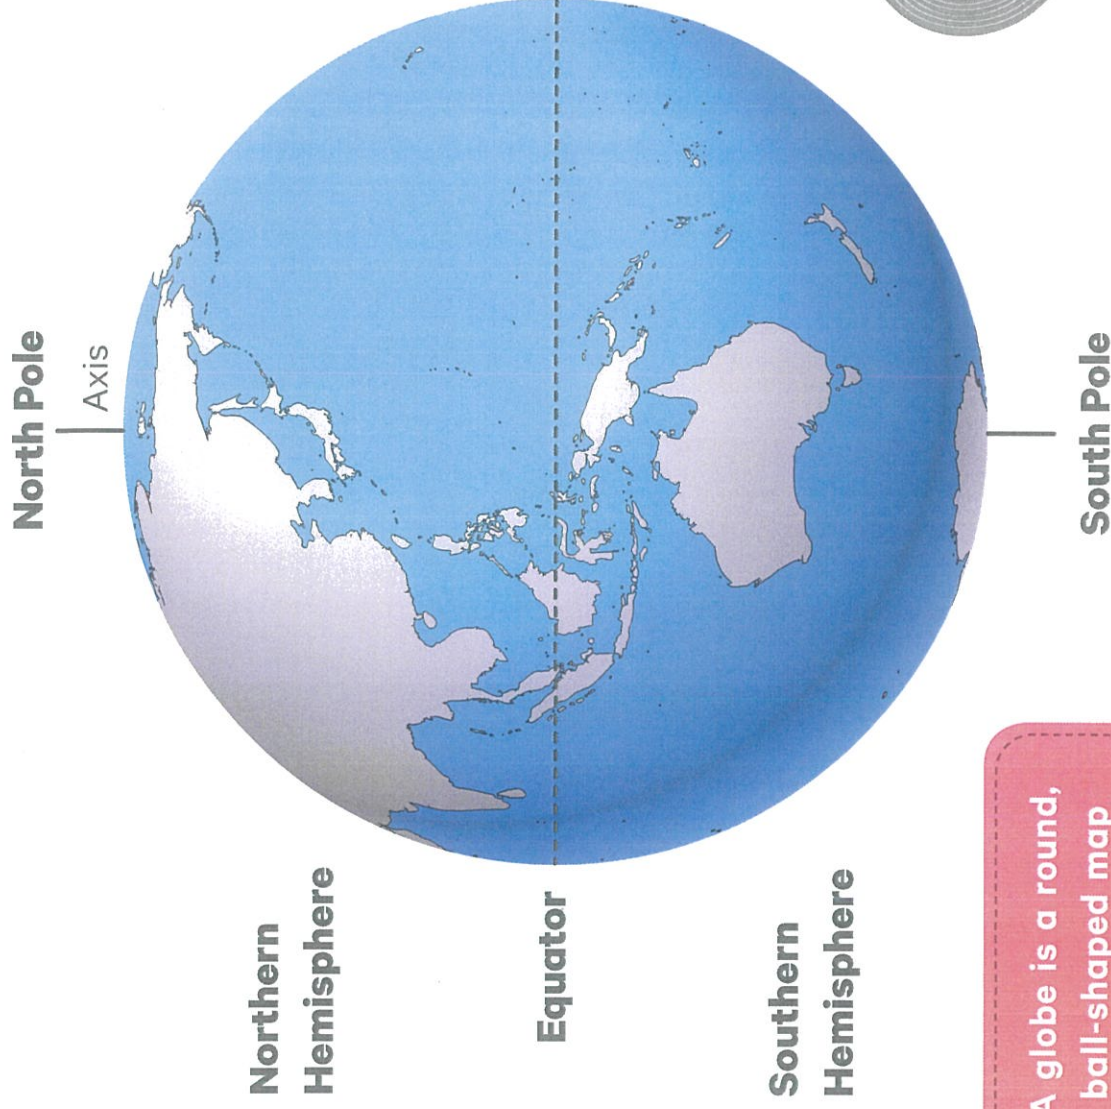 North Pole
Axis
Northern
Hemisphere
Equator
Southern
Hemisphere
South Pole
A globe is a round,
ball-shaped map